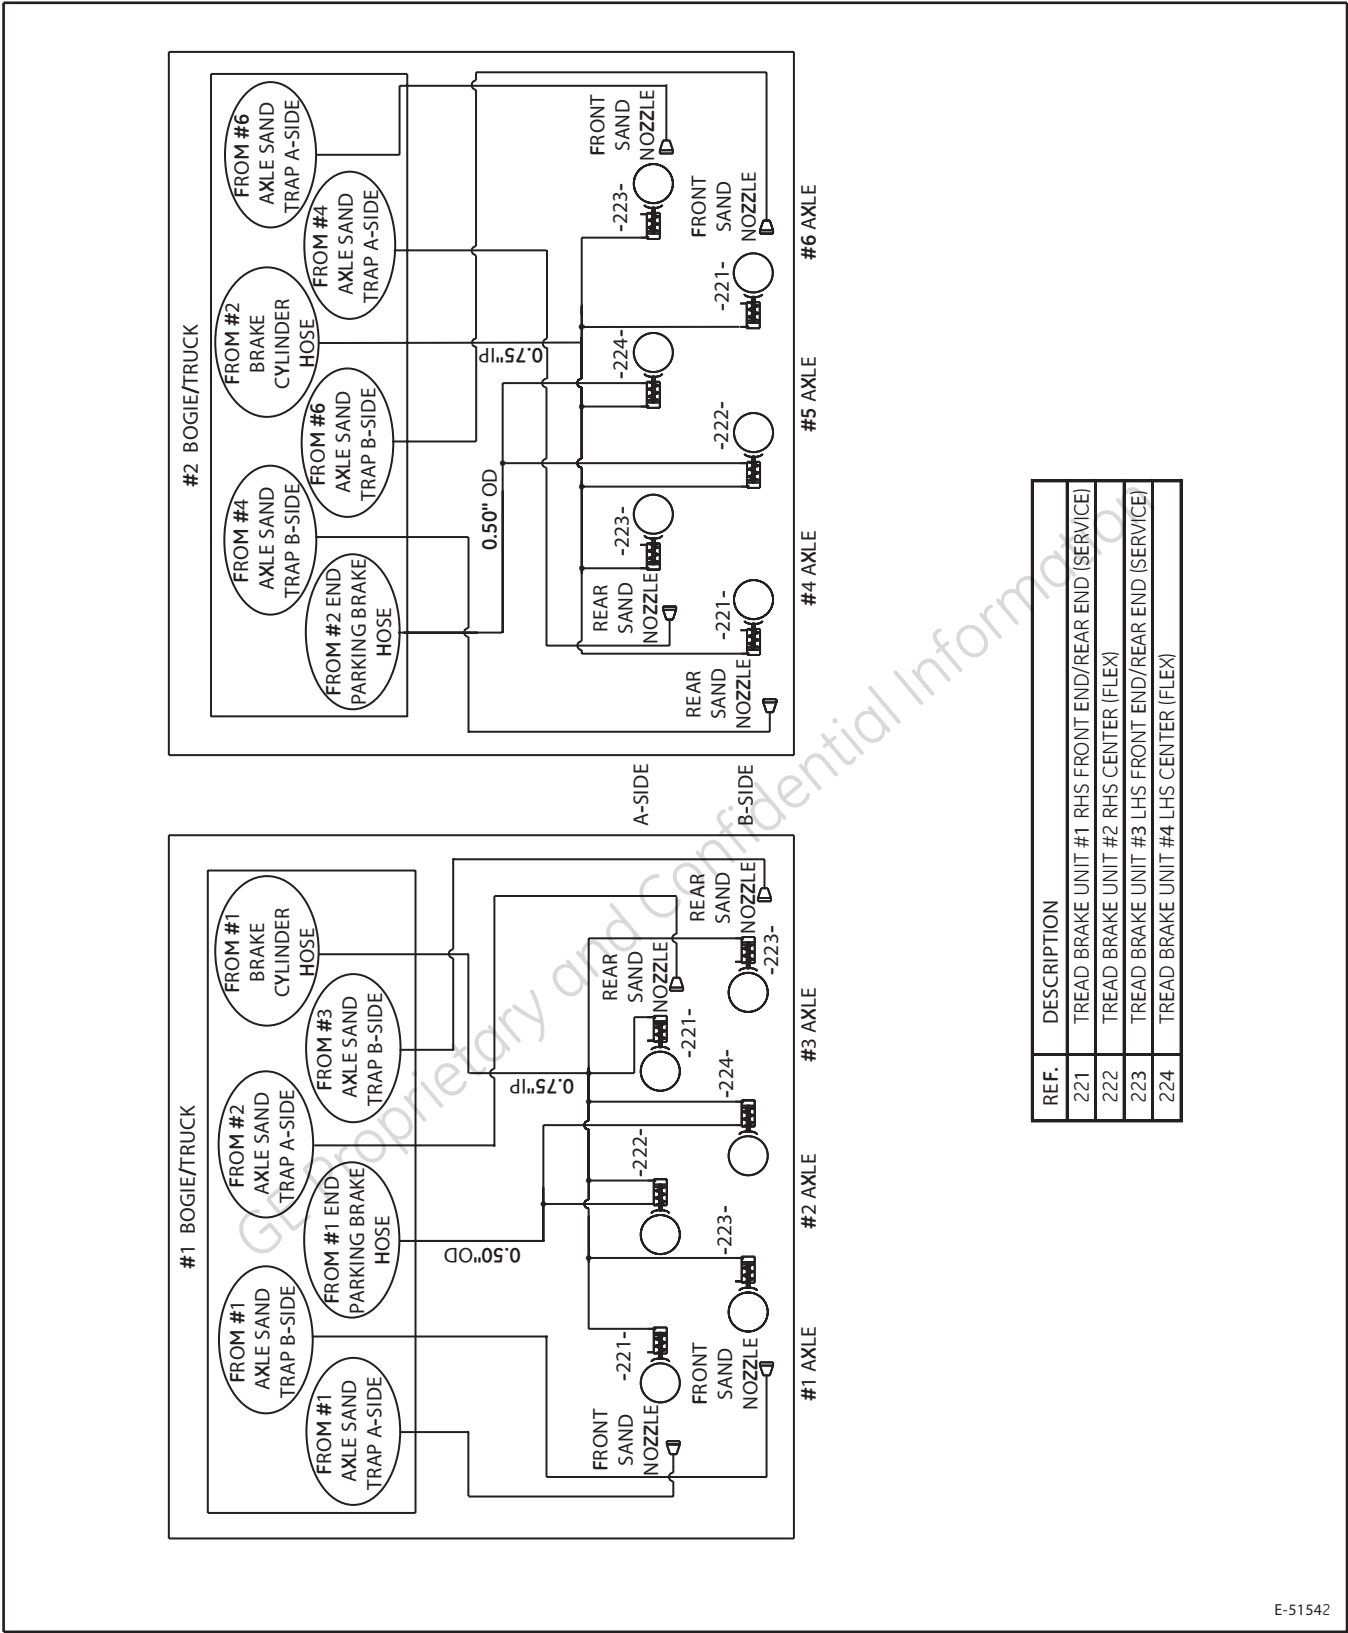 #1 BOGIE/TRUCK
FROM #1
AXLE SAND
TRAP A-SIDE
FROM #1
AXLE SAND
TRAP B-SIDE
FROM #1 END
PARKING BRAKE
HOSE
FROM #2
AXLE SAND
TRAP A-SIDE
FROM #3
AXLE SAND
TRAP B-SIDE
FROM #1
BRAKE
CYLINDER
HOSE
0.50"OD
0.75"IP
FRONT
SAND
NOZZLE
-221-
-222-
-221-
REAR
SAND
NOZZLE
FRONT
SAND
NOZZLE
-223-
-224-
-223-
REAR
SAND
NOZZLE
#1 AXLE
#2 AXLE
#3 AXLE
A-SIDE
B-SIDE
#2 BOGIE/TRUCK
FROM #2 END
PARKING BRAKE
HOSE
FROM #4
AXLE SAND
TRAP B-SIDE
FROM #6
AXLE SAND
TRAP B-SIDE
FROM #2
BRAKE
CYLINDER
HOSE
FROM #4
AXLE SAND
TRAP A-SIDE
FROM #6
AXLE SAND
TRAP A-SIDE
0.50" OD
0.75"IP
REAR
SAND
NOZZLE
-223-
-224-
-223-
FRONT
SAND
NOZZLE
REAR
SAND
NOZZLE
-221-
-222-
-221-
FRONT
SAND
NOZZLE
#4 AXLE
#5 AXLE
#6 AXLE
REF. DESCRIPTION
221 TREAD BRAKE UNIT #1 RHS FRONT END/REAR END (SERVICE)
222 TREAD BRAKE UNIT #2 RHS CENTER (FLEX)
223 TREAD BRAKE UNIT #3 LHS FRONT END/REAR END (SERVICE)
224 TREAD BRAKE UNIT #4 LHS CENTER (FLEX)
GE Proprietary and Confidential Information
E-51542